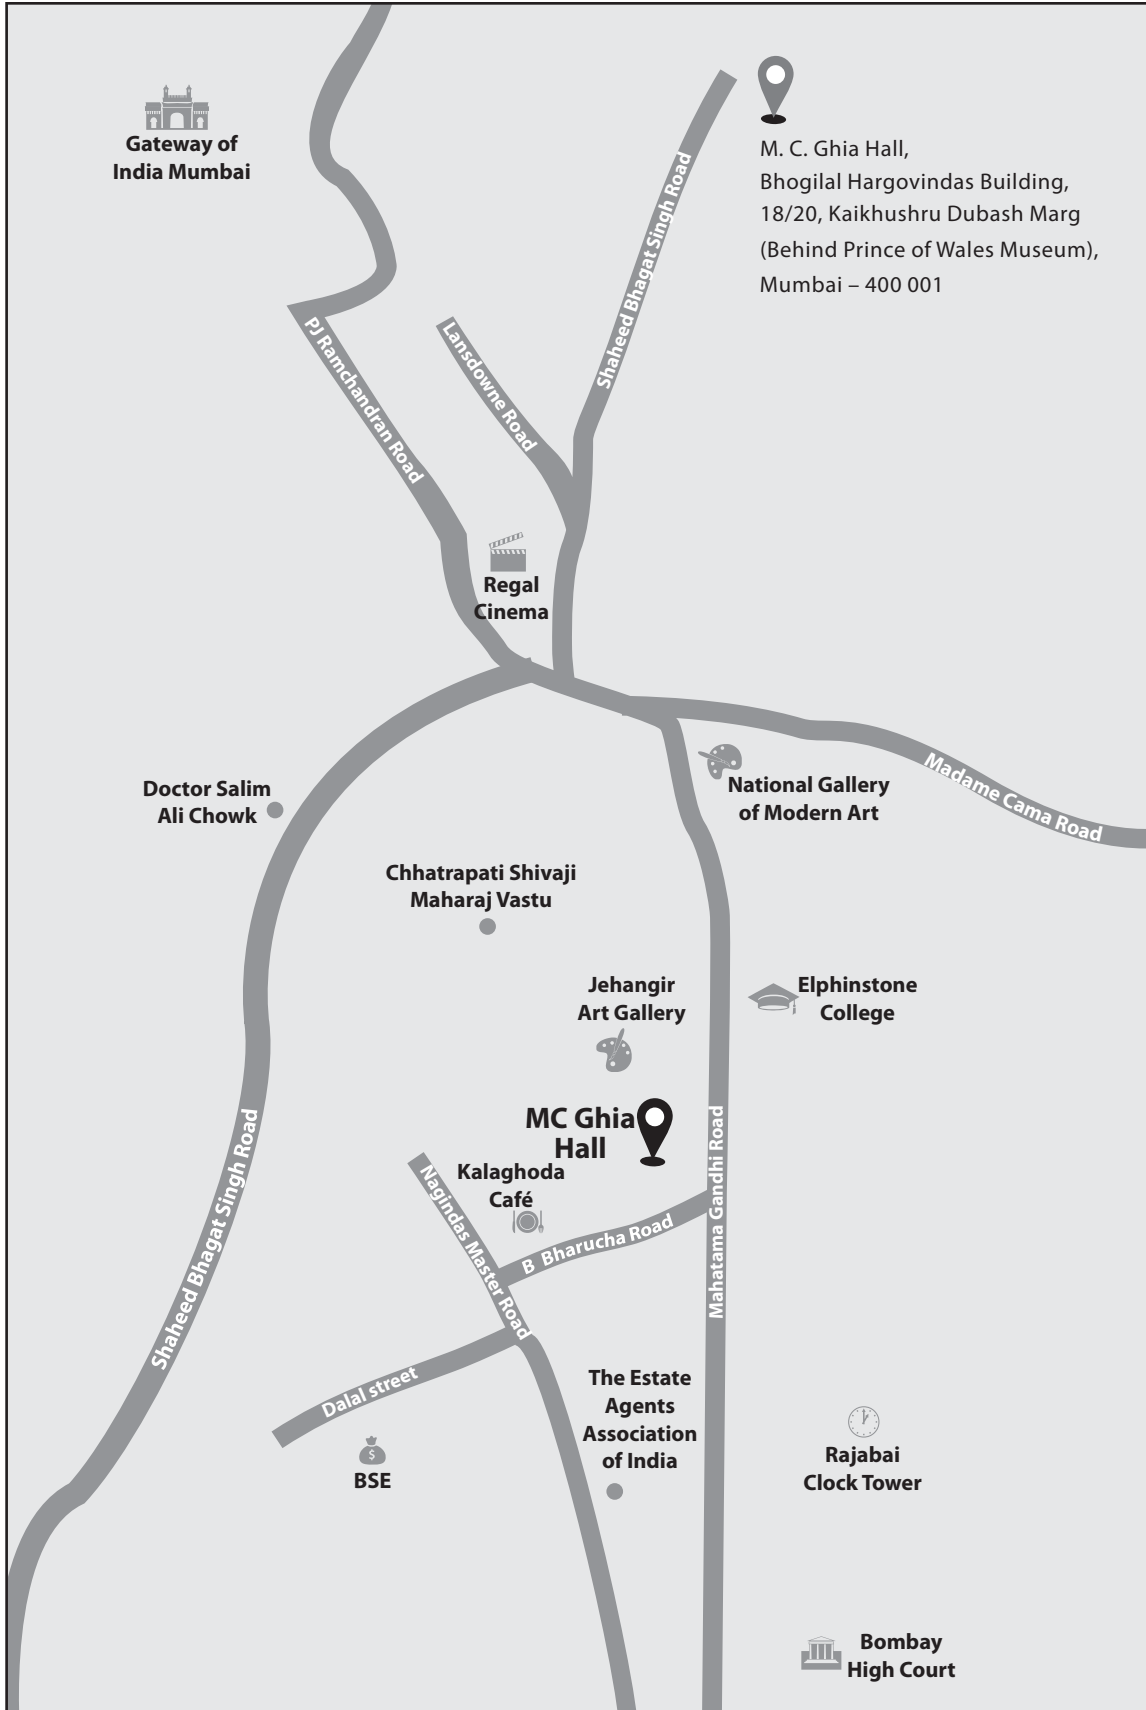 Gateway of
India Mumbai
M. C. Ghia Hall,
Bhogilal Hargovindas Building,
18/20, Kaikhushru Dubash Marg
(Behind Prince of Wales Museum),
Mumbai – 400 001
Shaheed Bhagat Singh Road
PJ Ramchandran Road
Lansdowne Road
Regal
Cinema
Madame Cama Road
National Gallery
of Modern Art
Doctor Salim
Ali Chowk
Chhatrapati Shivaji
Maharaj Vastu
Jehangir
Art Gallery
Elphinstone
College
MC Ghia
Hall
Mahatama Gandhi Road
Shaheed Bhagat Singh Road
Kalaghoda
Café
Nagindas Master Road
B Bharucha Road
Dalal street
$
BSE
The Estate
Agents
Association
of India
Rajabai
Clock Tower
Bombay
High Court